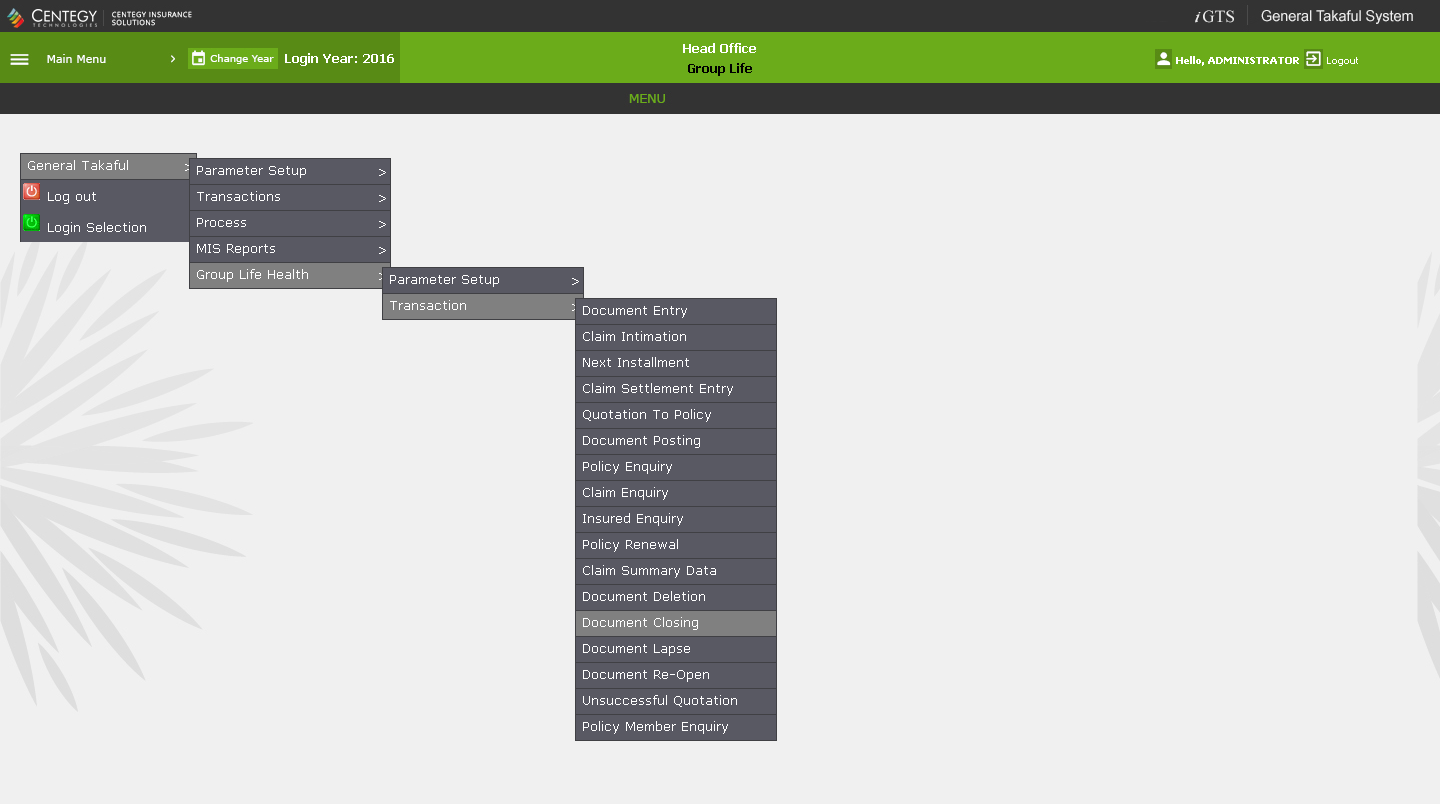 CENTEGY
TECHNOLOGIES
CENTEGY INSURANCE
SOLUTIONS
iGTS
General Takaful System
Main Menu >
Change Year
Login Year: 2016
Head Office
Group Life
Hello, ADMINISTRATOR
Logout
MENU
General Takaful >
Log out
Login Selection
Parameter Setup >
Transactions >
Process >
MIS Reports >
Group Life Health >
Parameter Setup >
Transaction >
Document Entry
Claim Intimation
Next Installment
Claim Settlement Entry
Quotation To Policy
Document Posting
Policy Enquiry
Claim Enquiry
Insured Enquiry
Policy Renewal
Claim Summary Data
Document Deletion
Document Closing
Document Lapse
Document Re-Open
Unsuccessful Quotation
Policy Member Enquiry